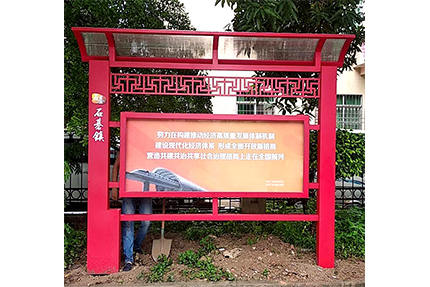 石碁鎮
努力在构建推动经济高质量发展体制机制
建设现代化经济体系 形成全面开放新格局
营造共建共治共享社会治理格局上走在全国前列